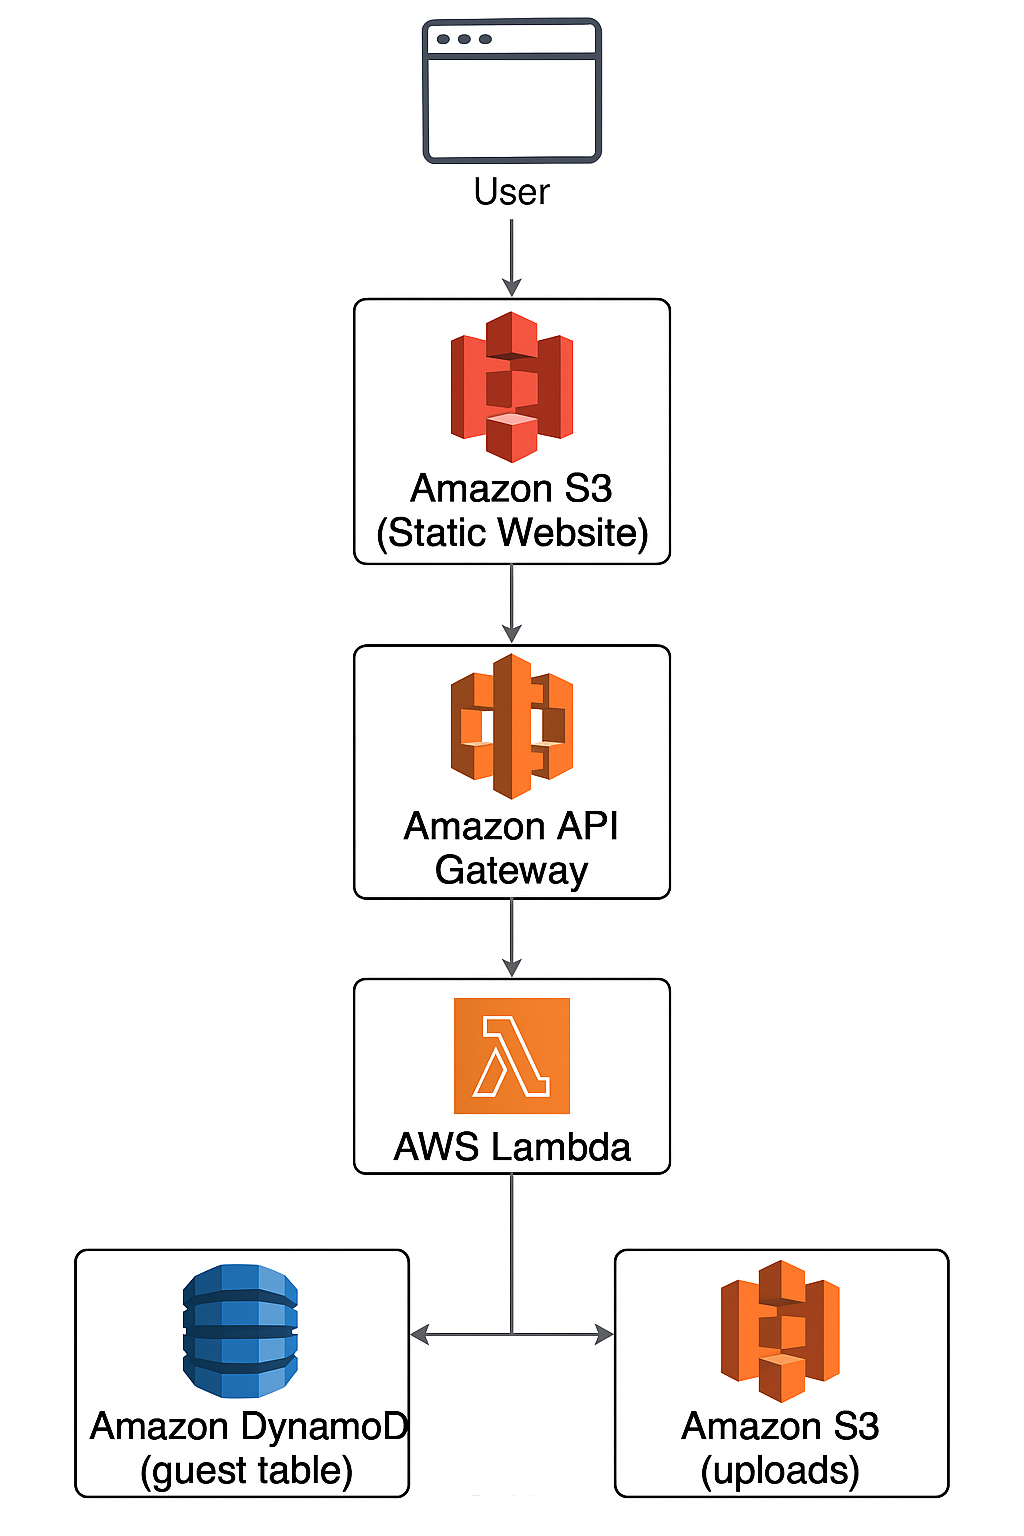 User
Amazon S3
(Static Website)
Amazon API
Gateway
AWS Lambda
Amazon DynamoD
(guest table)
Amazon S3
(uploads)